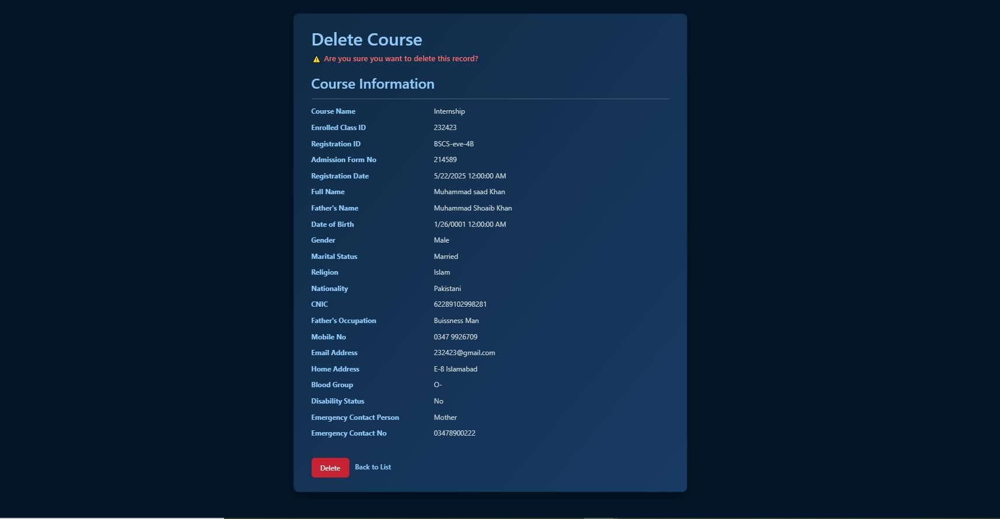 Delete Course
⚠ Are you sure you want to delete this record?
Course Information
Course Name Internship
Enrolled Class ID 232423
Registration ID BSCS-eve-4B
Admission Form No 214589
Registration Date 5/22/2025 12:00:00 AM
Full Name Muhammad saad Khan
Father's Name Muhammad Shoaib Khan
Date of Birth 1/26/0001 12:00:00 AM
Gender Male
Marital Status Married
Religion Islam
Nationality Pakistani
CNIC 62289102998281
Father's Occupation Buissness Man
Mobile No 0347 9926709
Email Address 232423@gmail.com
Home Address E-8 Islamabad
Blood Group O-
Disability Status No
Emergency Contact Person Mother
Emergency Contact No 03478900222
Delete Back to List